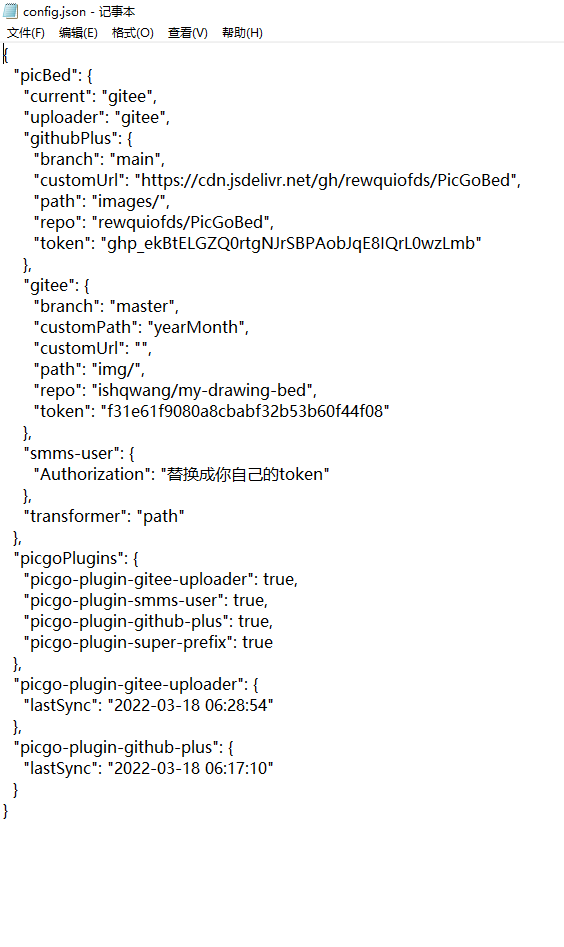 config.json - 记事本
文件(F) 编辑(E) 格式(O) 查看(V) 帮助(H)
{
"picBed": {
"current": "gitee",
"uploader": "gitee",
"githubPlus": {
"branch": "main",
"customUrl": "https://cdn.jsdelivr.net/gh/rewquiofds/PicGoBed",
"path": "images/",
"repo": "rewquiofds/PicGoBed",
"token": "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"
},
"gitee": {
"branch": "master",
"customPath": "yearMonth",
"customUrl": "",
"path": "img/",
"repo": "ishqwang/my-drawing-bed",
"token": "f31e61f9080a8cbabf32b53b60f44f08"
},
"smms-user": {
"Authorization": "替换成你自己的token"
},
"transformer": "path"
},
"picgoPlugins": {
"picgo-plugin-gitee-uploader": true,
"picgo-plugin-smms-user": true,
"picgo-plugin-github-plus": true,
"picgo-plugin-super-prefix": true
},
"picgo-plugin-gitee-uploader": {
"lastSync": "2022-03-18 06:28:54"
},
"picgo-plugin-github-plus": {
"lastSync": "2022-03-18 06:17:10"
}
}